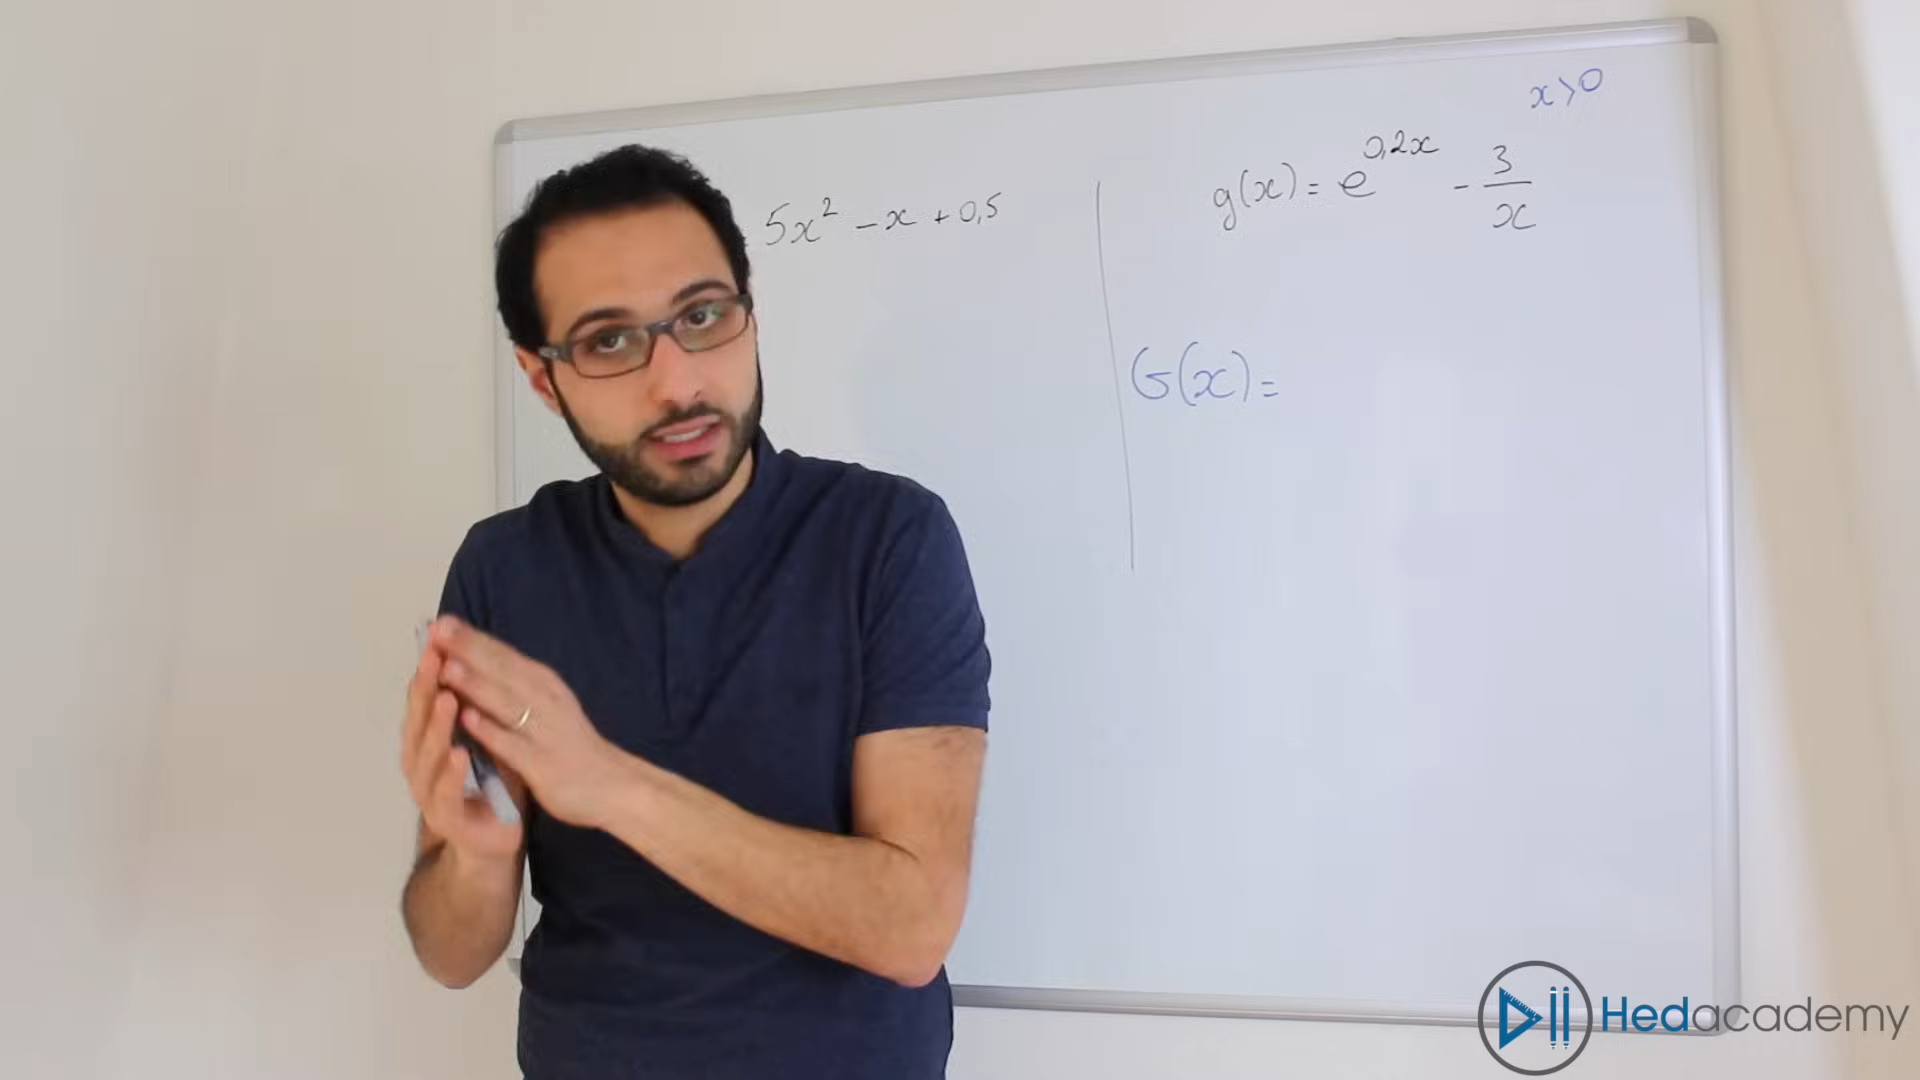 5x² - x + 0,5
x > 0
g(x) = e^{0,2x} - 3/x
G(x) =
Hedacademy